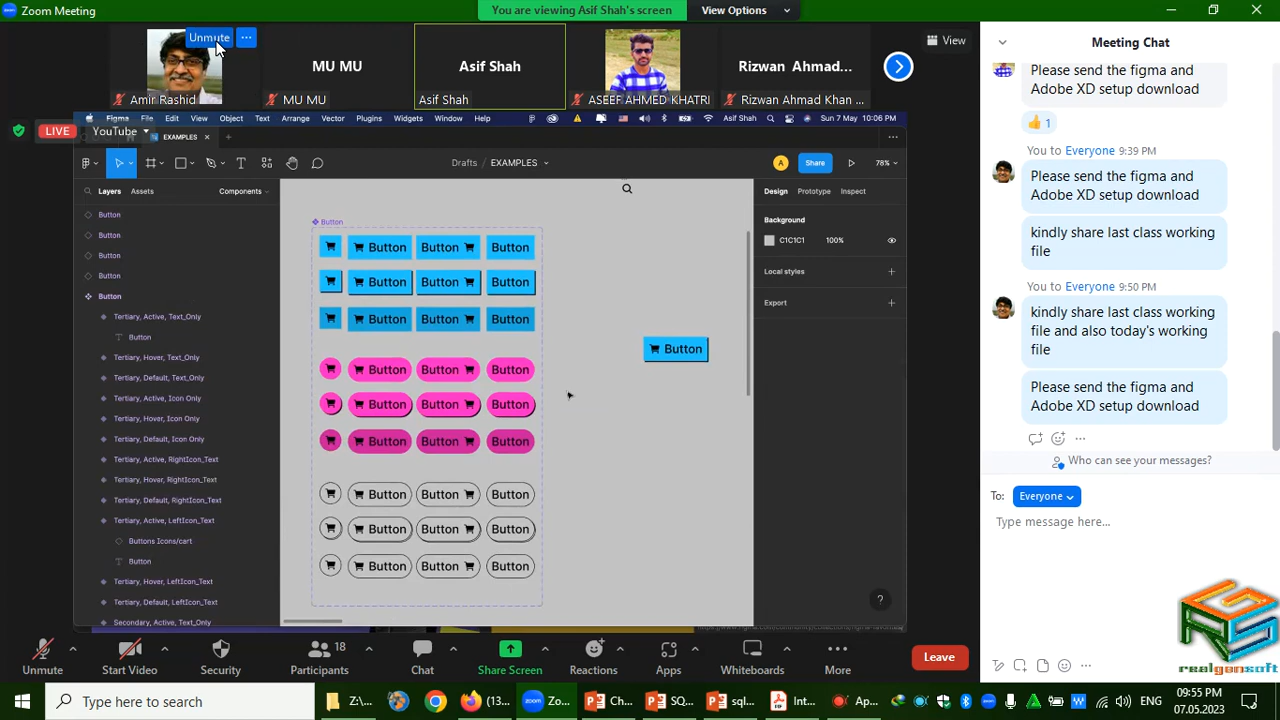 Zoom Meeting
You are viewing Asif Shah's screen
View Options
Unmute
Amir Rashid
MU MU
MU MU
Asif Shah
Asif Shah
ASEEF AHMED KHATRI
Rizwan Ahmad...
Rizwan Ahmad Khan ...
View
LIVE
YouTube
Figma File Edit View Object Text Arrange Vector Plugins Widgets Window Help
Asif Shah Sun 7 May 10:06 PM
EXAMPLES
Drafts / EXAMPLES
A
Share
78%
Layers Assets
Components
Button
Button
Button
Button
Button
Tertiary, Active, Text_Only
Button
Tertiary, Hover, Text_Only
Tertiary, Default, Text_Only
Tertiary, Active, Icon Only
Tertiary, Hover, Icon Only
Tertiary, Default, Icon Only
Tertiary, Active, RightIcon_Text
Tertiary, Hover, RightIcon_Text
Tertiary, Default, RightIcon_Text
Tertiary, Active, LeftIcon_Text
Buttons Icons/cart
Button
Tertiary, Hover, LeftIcon_Text
Tertiary, Default, LeftIcon_Text
Secondary, Active, Text_Only
Button
Button Button Button
Button Button Button
Button Button Button
Button Button Button
Button Button Button
Button Button Button
Button Button Button
Button Button Button
Button Button Button
Button
Design Prototype Inspect
Background
C1C1C1 100%
Local styles
Export
?
Meeting Chat
Please send the figma and
Adobe XD setup download
1
You to Everyone 9:39 PM
Please send the figma and
Adobe XD setup download
kindly share last class working
file
You to Everyone 9:50 PM
kindly share last class working
file and also today's working
file
Please send the figma and
Adobe XD setup download
Who can see your messages?
To: Everyone
Type message here...
realgensoft
Unmute
Start Video
Security
18
Participants
Chat
Share Screen
Reactions
Apps
Whiteboards
More
Leave
Type here to search
Z:\...
(13...
Zo...
Ch...
SQ...
sql...
Int...
Ap...
ENG
09:55 PM
07.05.2023